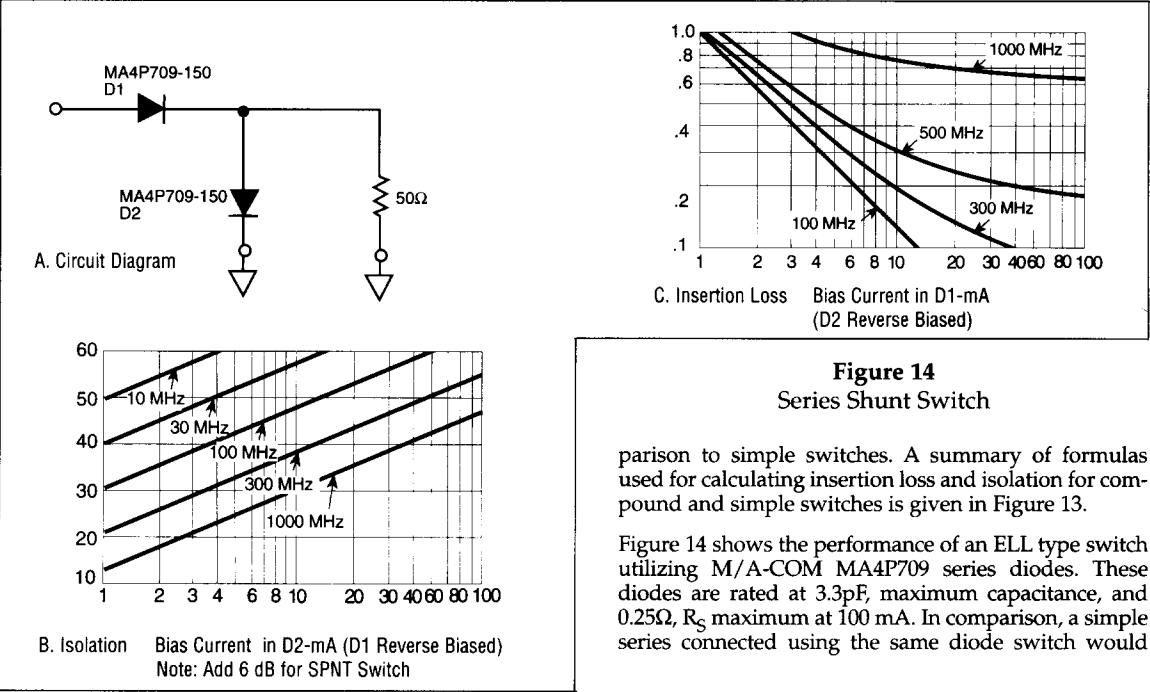 MA4P709-150
D1
MA4P709-150
D2
50Ω
A. Circuit Diagram
1.0
.8
.6
.4
.2
.1
1000 MHz
500 MHz
300 MHz
100 MHz
1 2 3 4 6 8 10 20 30 40 60 80 100
C. Insertion Loss Bias Current in D1-mA
(D2 Reverse Biased)
60
50
40
30
20
10
10 MHz
30 MHz
100 MHz
300 MHz
1000 MHz
1 2 3 4 6 8 10 20 30 40 60 80 100
B. Isolation Bias Current in D2-mA (D1 Reverse Biased)
Note: Add 6 dB for SPNT Switch
Figure 14
Series Shunt Switch
parison to simple switches. A summary of formulas
used for calculating insertion loss and isolation for com-
pound and simple switches is given in Figure 13.
Figure 14 shows the performance of an ELL type switch
utilizing M/A-COM MA4P709 series diodes. These
diodes are rated at 3.3pF, maximum capacitance, and
0.25Ω, RS maximum at 100 mA. In comparison, a simple
series connected using the same diode switch would